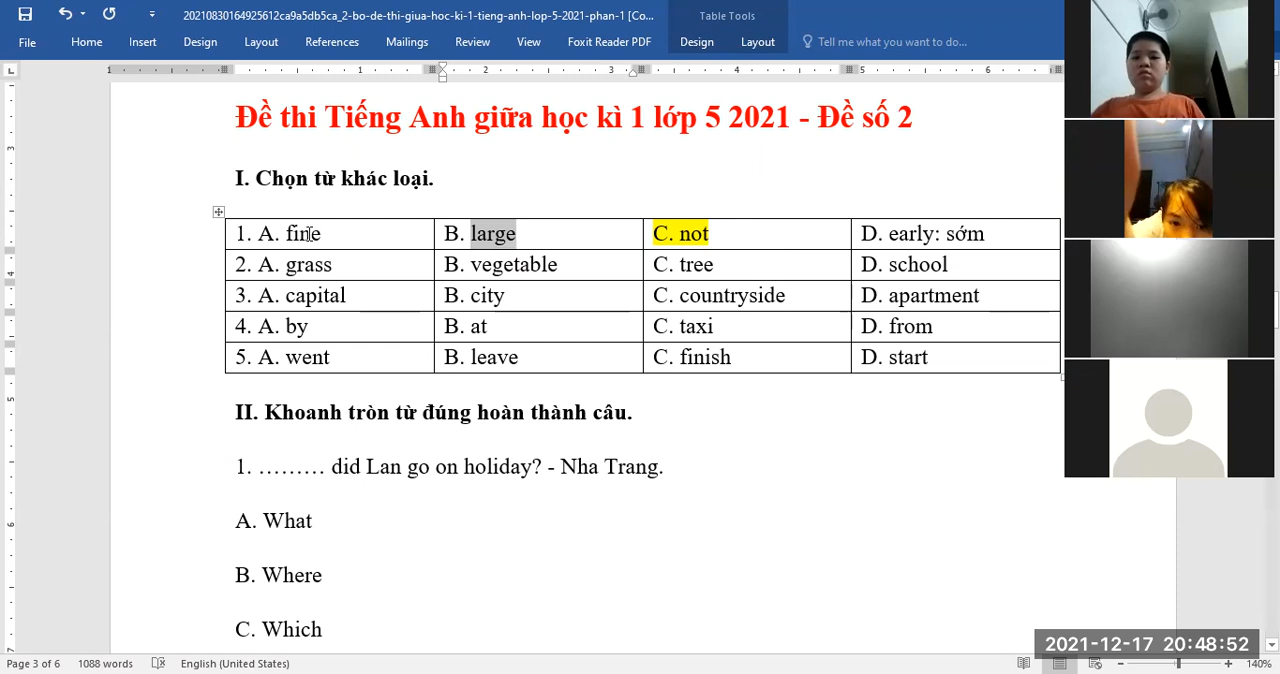 20210830164925612ca9a5db5ca_2-bo-de-thi-giua-hoc-ki-1-tieng-anh-lop-5-2021-phan-1 [Co...
Table Tools
File Home Insert Design Layout References Mailings Review View Foxit Reader PDF Design Layout Tell me what you want to do...
Đề thi Tiếng Anh giữa học kì 1 lớp 5 2021 - Đề số 2
I. Chọn từ khác loại.
1. A. fine B. large C. not D. early: sớm
2. A. grass B. vegetable C. tree D. school
3. A. capital B. city C. countryside D. apartment
4. A. by B. at C. taxi D. from
5. A. went B. leave C. finish D. start
II. Khoanh tròn từ đúng hoàn thành câu.
1. ……… did Lan go on holiday? - Nha Trang.
A. What
B. Where
C. Which
2021-12-17 20:48:52
Page 3 of 6 1088 words English (United States) 140%